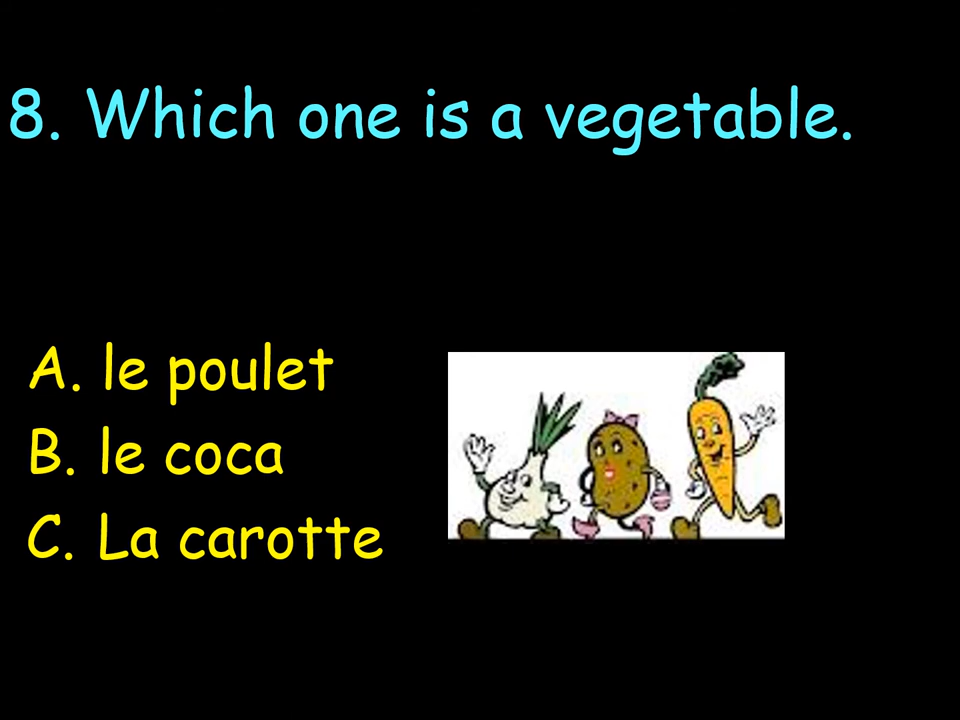 8. Which one is a vegetable.
A. le poulet
B. le coca
C. La carotte